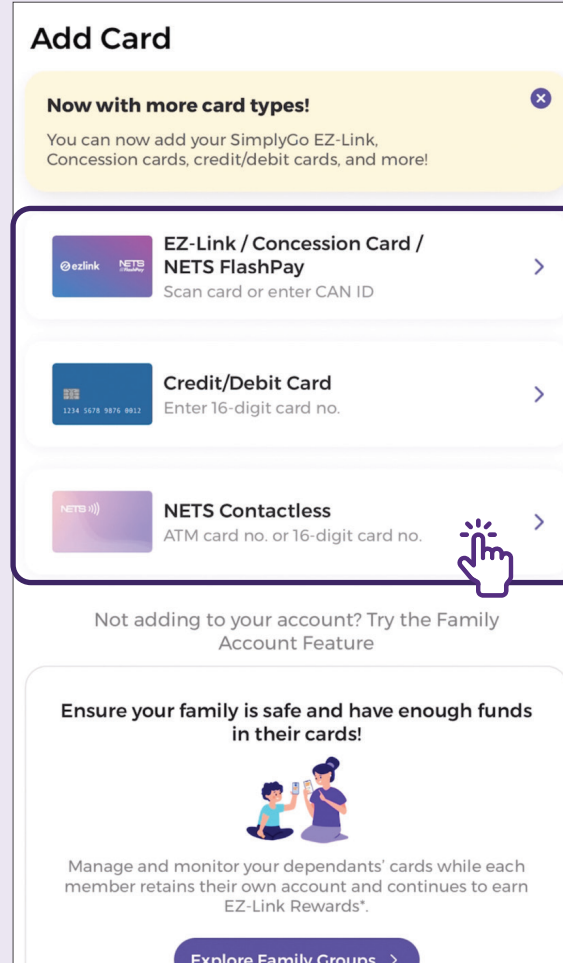 Add Card
Now with more card types!
You can now add your SimplyGo EZ-Link,
Concession cards, credit/debit cards, and more!
ezlink NETS
FlashPay
EZ-Link / Concession Card /
NETS FlashPay
Scan card or enter CAN ID
1234 5678 9876 0012
Credit/Debit Card
Enter 16-digit card no.
NETS
NETS Contactless
ATM card no. or 16-digit card no.
Not adding to your account? Try the Family
Account Feature
Ensure your family is safe and have enough funds
in their cards!
Manage and monitor your dependants’ cards while each
member retains their own account and continues to earn
EZ-Link Rewards*.
Explore Family Groups >